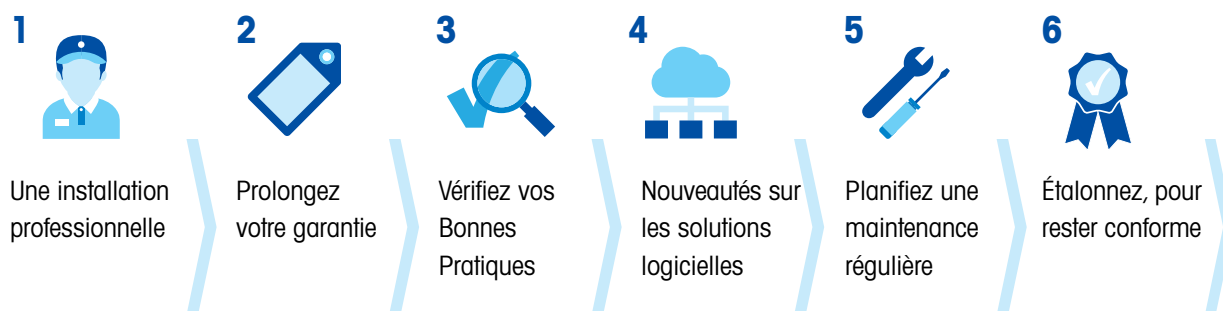 1
Une installation
professionnelle
2
Prolongez
votre garantie
3
Vérifiez vos
Bonnes
Pratiques
4
Nouveautés sur
les solutions
logicielles
5
Planifiez une
maintenance
régulière
6
Étalonnez, pour
rester conforme